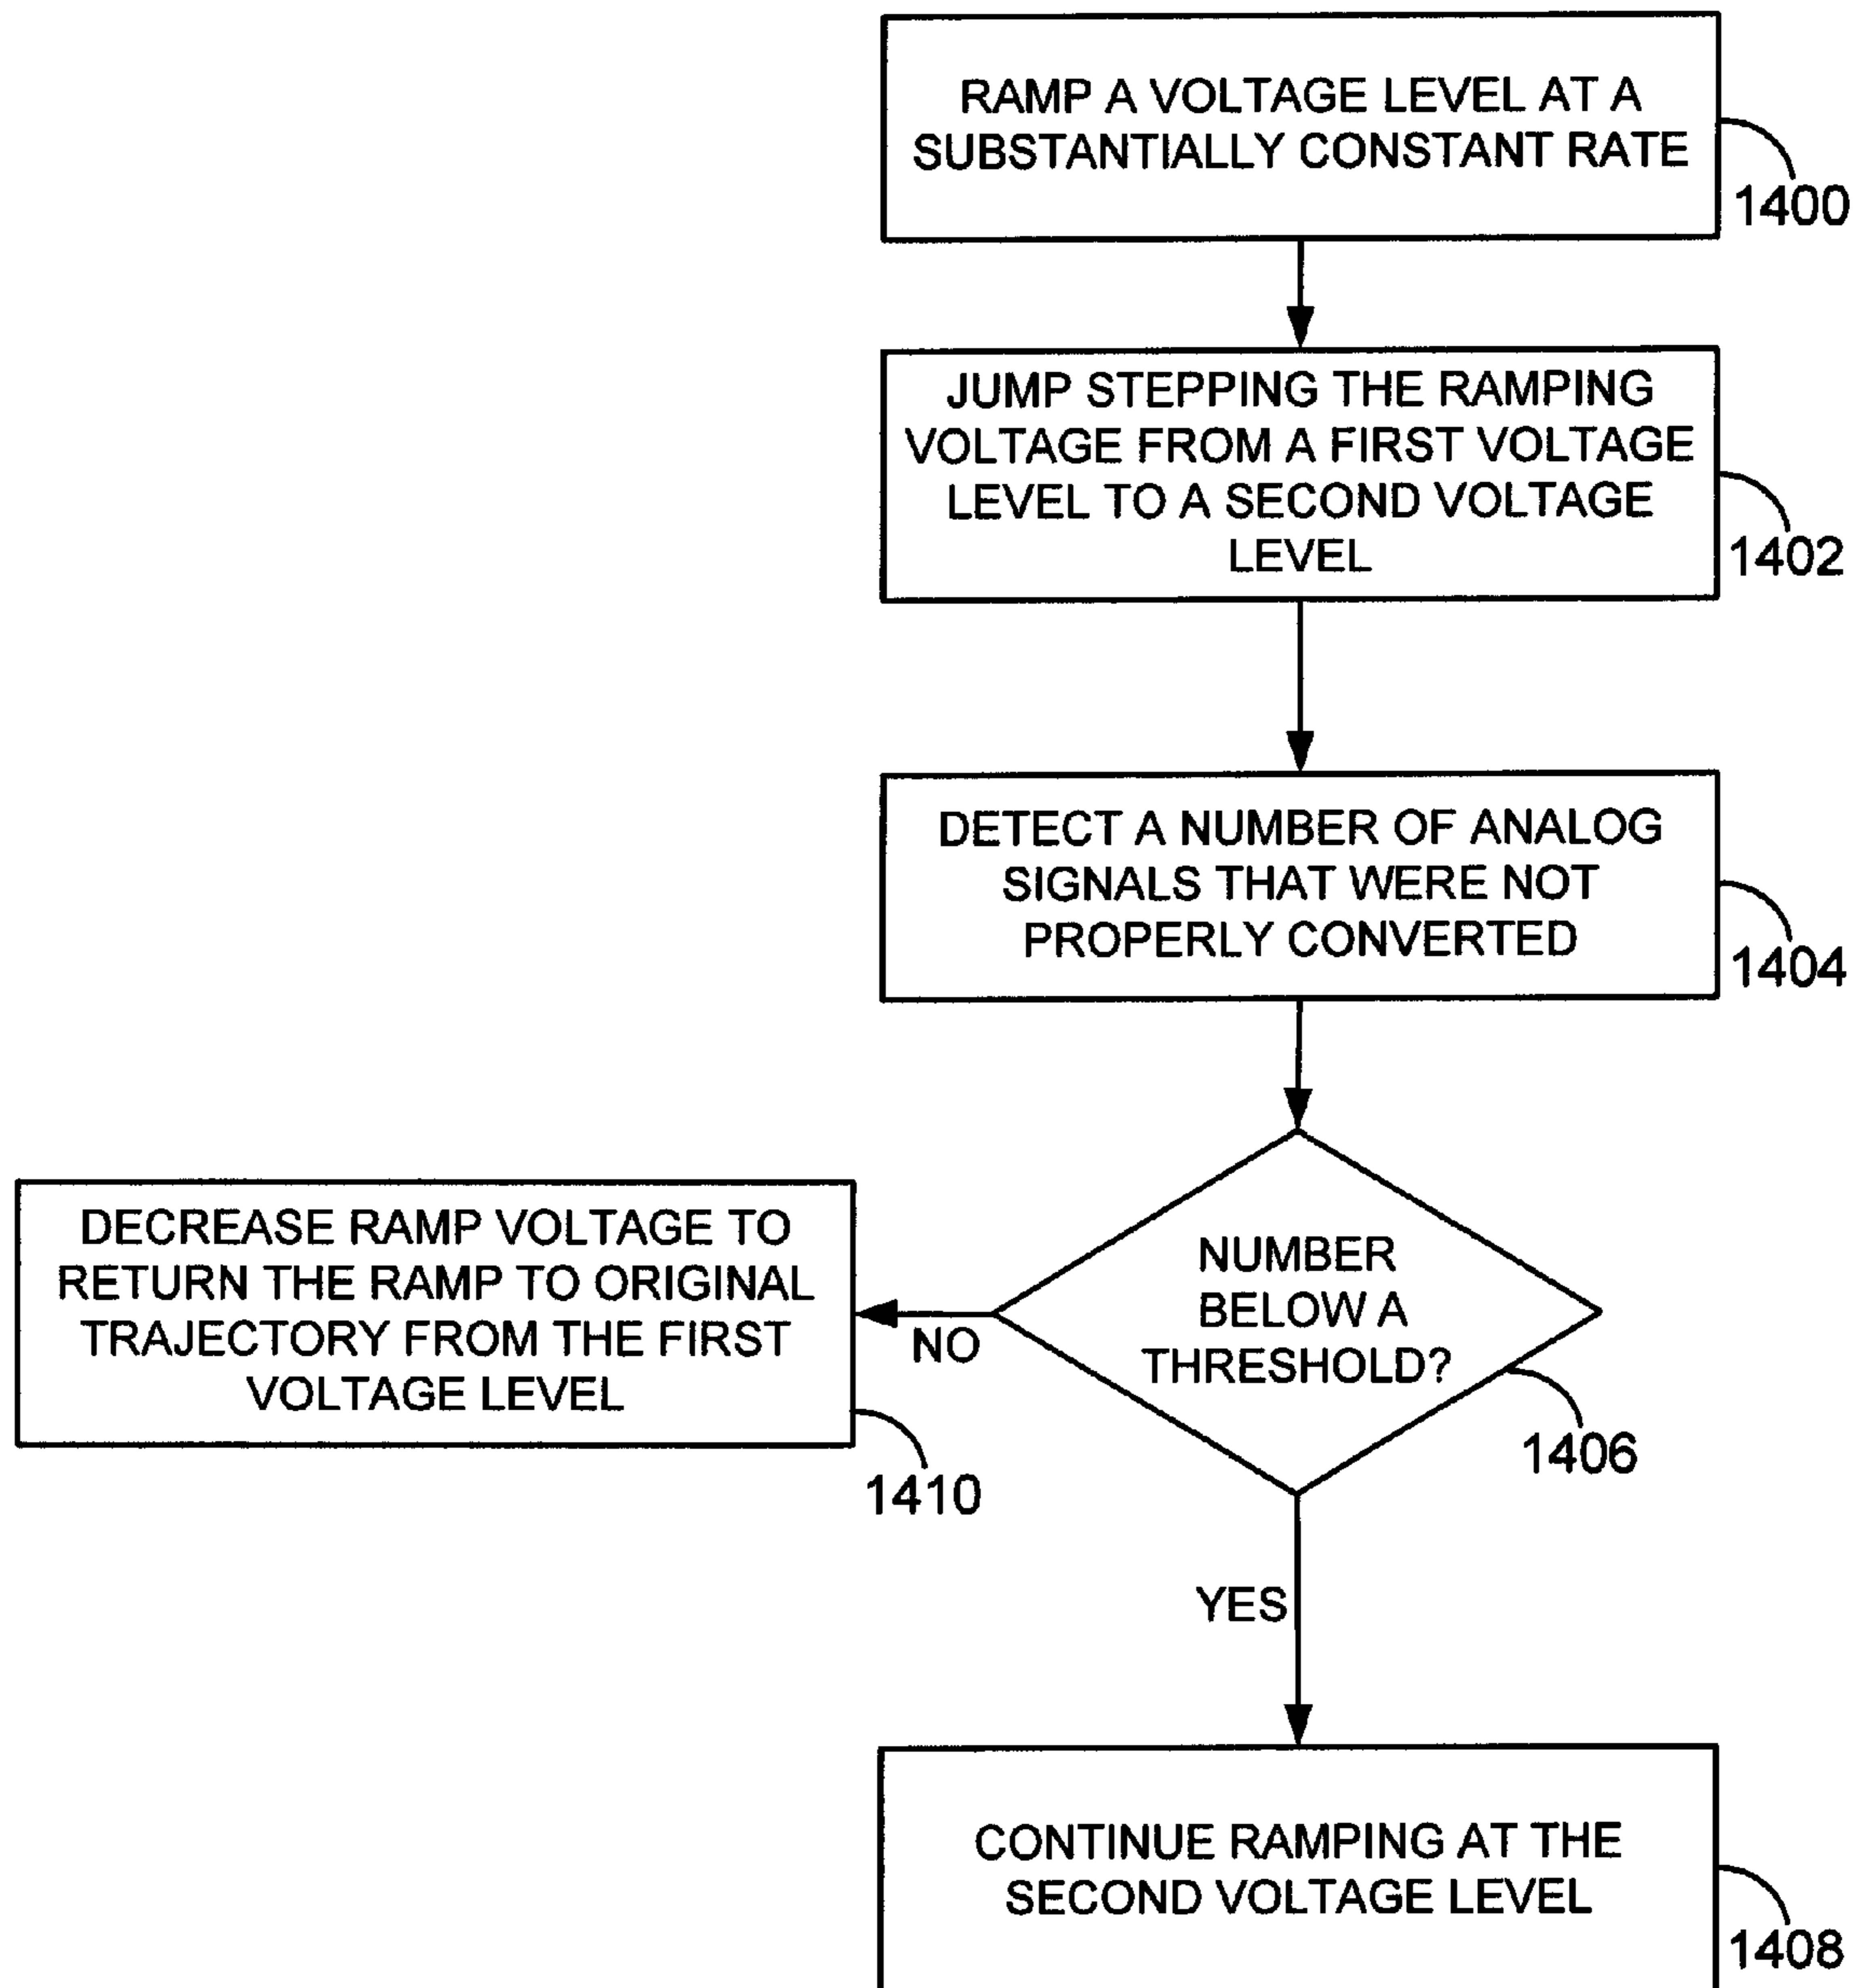 RAMP A VOLTAGE LEVEL AT A
SUBSTANTIALLY CONSTANT RATE
1400
JUMP STEPPING THE RAMPING
VOLTAGE FROM A FIRST VOLTAGE
LEVEL TO A SECOND VOLTAGE
LEVEL
1402
DETECT A NUMBER OF ANALOG
SIGNALS THAT WERE NOT
PROPERLY CONVERTED
1404
NUMBER
BELOW A
THRESHOLD?
1406
NO
DECREASE RAMP VOLTAGE TO
RETURN THE RAMP TO ORIGINAL
TRAJECTORY FROM THE FIRST
VOLTAGE LEVEL
1410
YES
CONTINUE RAMPING AT THE
SECOND VOLTAGE LEVEL
1408